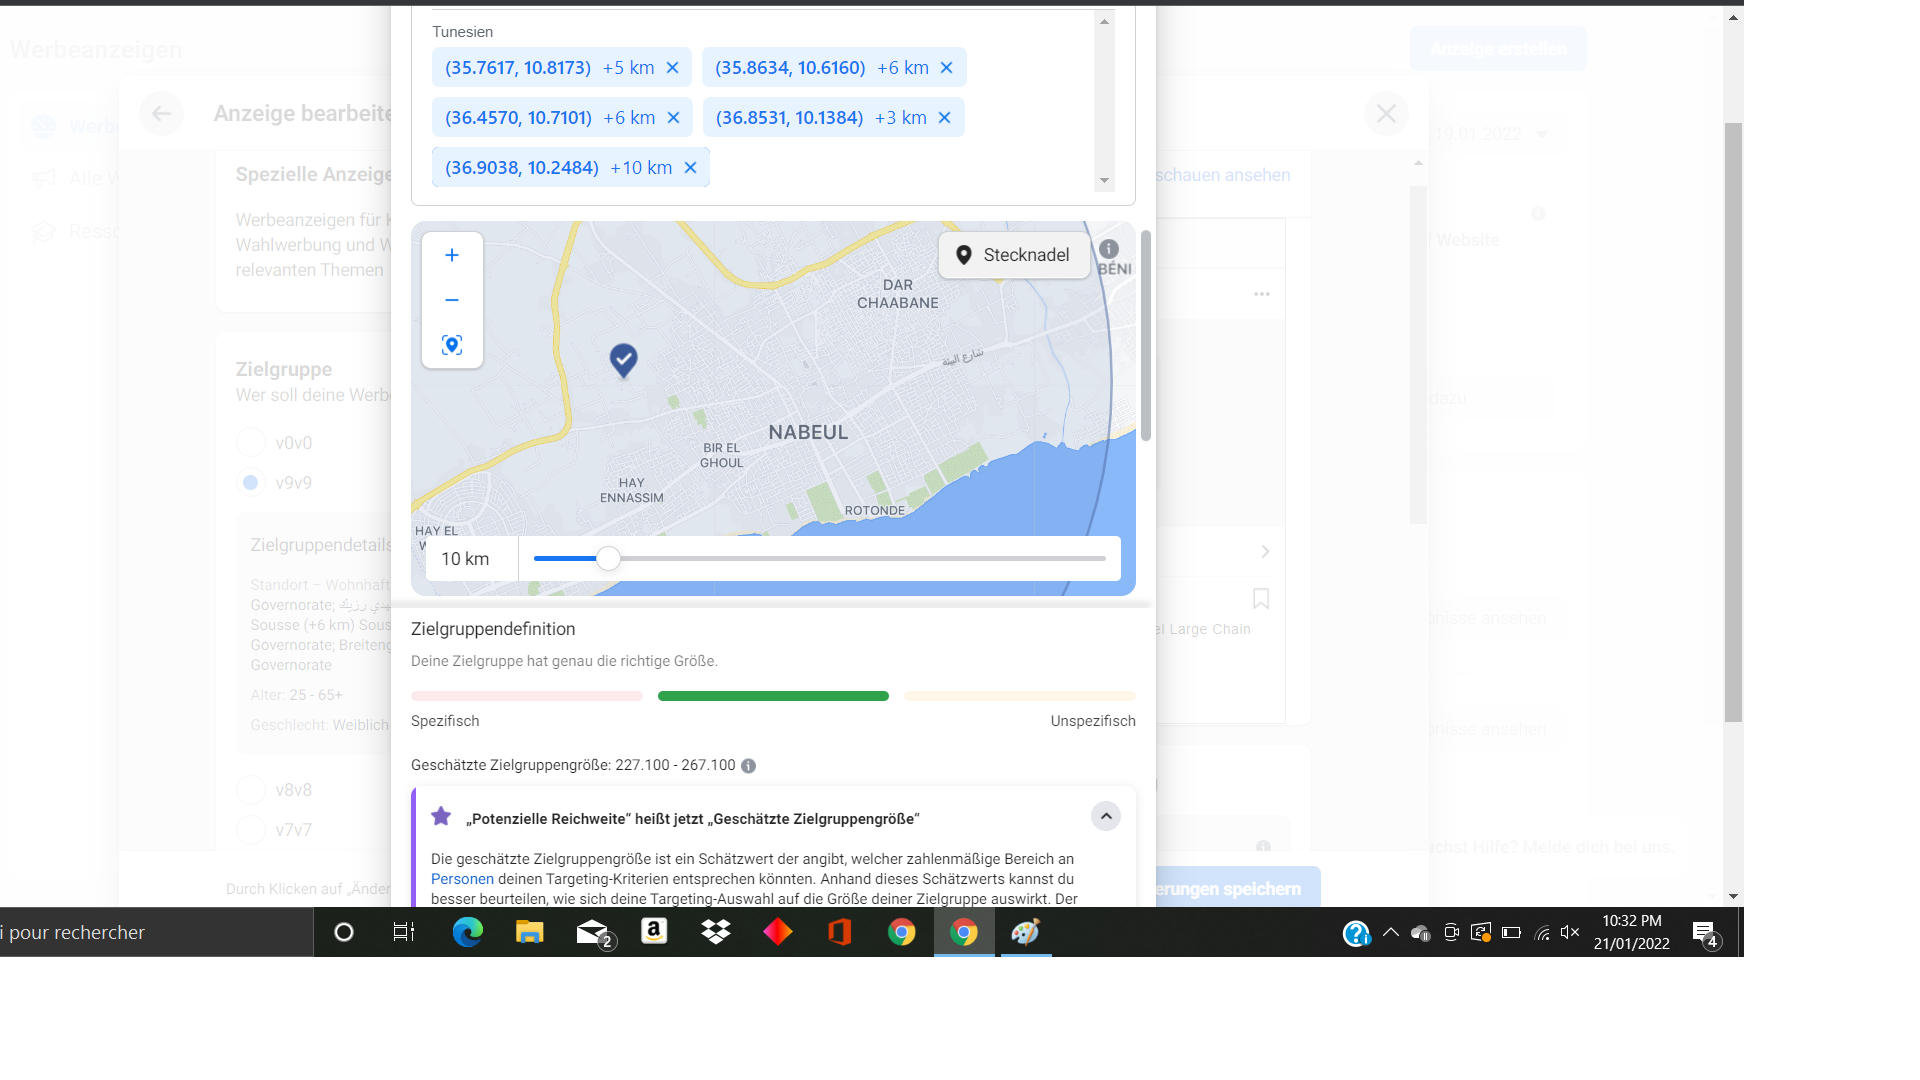 Werbeanzeigen
Anzeige erstellen
Anzeige bearbeite
19.01.2022
Tunesien
(35.7617, 10.8173) +5 km
(35.8634, 10.6160) +6 km
(36.4570, 10.7101) +6 km
(36.8531, 10.1384) +3 km
(36.9038, 10.2484) +10 km
Spezielle Anzeige
Werbeanzeigen für
Wahlwerbung und
relevanten Themen
schauen ansehen
Website
Stecknadel
BÉNI
DAR
CHAABANE
شارع البيئة
NABEUL
BIR EL
GHOUL
HAY
ENNASSIM
ROTONDE
HAY EL
10 km
Zielgruppe
Wer soll deine Werb
v0v0
v9v9
dazu
Zielgruppendetails
Standort – Wohnhaft
Governorate;
Sousse (+6 km) Sous
Governorate; Breiteng
Governorate
Alter: 25 - 65+
Geschlecht: Weiblich
v8v8
v7v7
Durch Klicken auf „Änder
Zielgruppendefinition
Deine Zielgruppe hat genau die richtige Größe.
Spezifisch
Unspezifisch
Geschätzte Zielgruppengröße: 227.100 - 267.100
„Potenzielle Reichweite“ heißt jetzt „Geschätzte Zielgruppengröße“
Die geschätzte Zielgruppengröße ist ein Schätzwert der angibt, welcher zahlenmäßige Bereich an
Personen deinen Targeting-Kriterien entsprechen könnten. Anhand dieses Schätzwerts kannst du
besser beurteilen, wie sich deine Targeting-Auswahl auf die Größe deiner Zielgruppe auswirkt. Der
el Large Chain
nisse ansehen
nisse ansehen
chst Hilfe? Melde dich bei uns.
erungen speichern
i pour rechercher
2
10:32 PM
21/01/2022
4